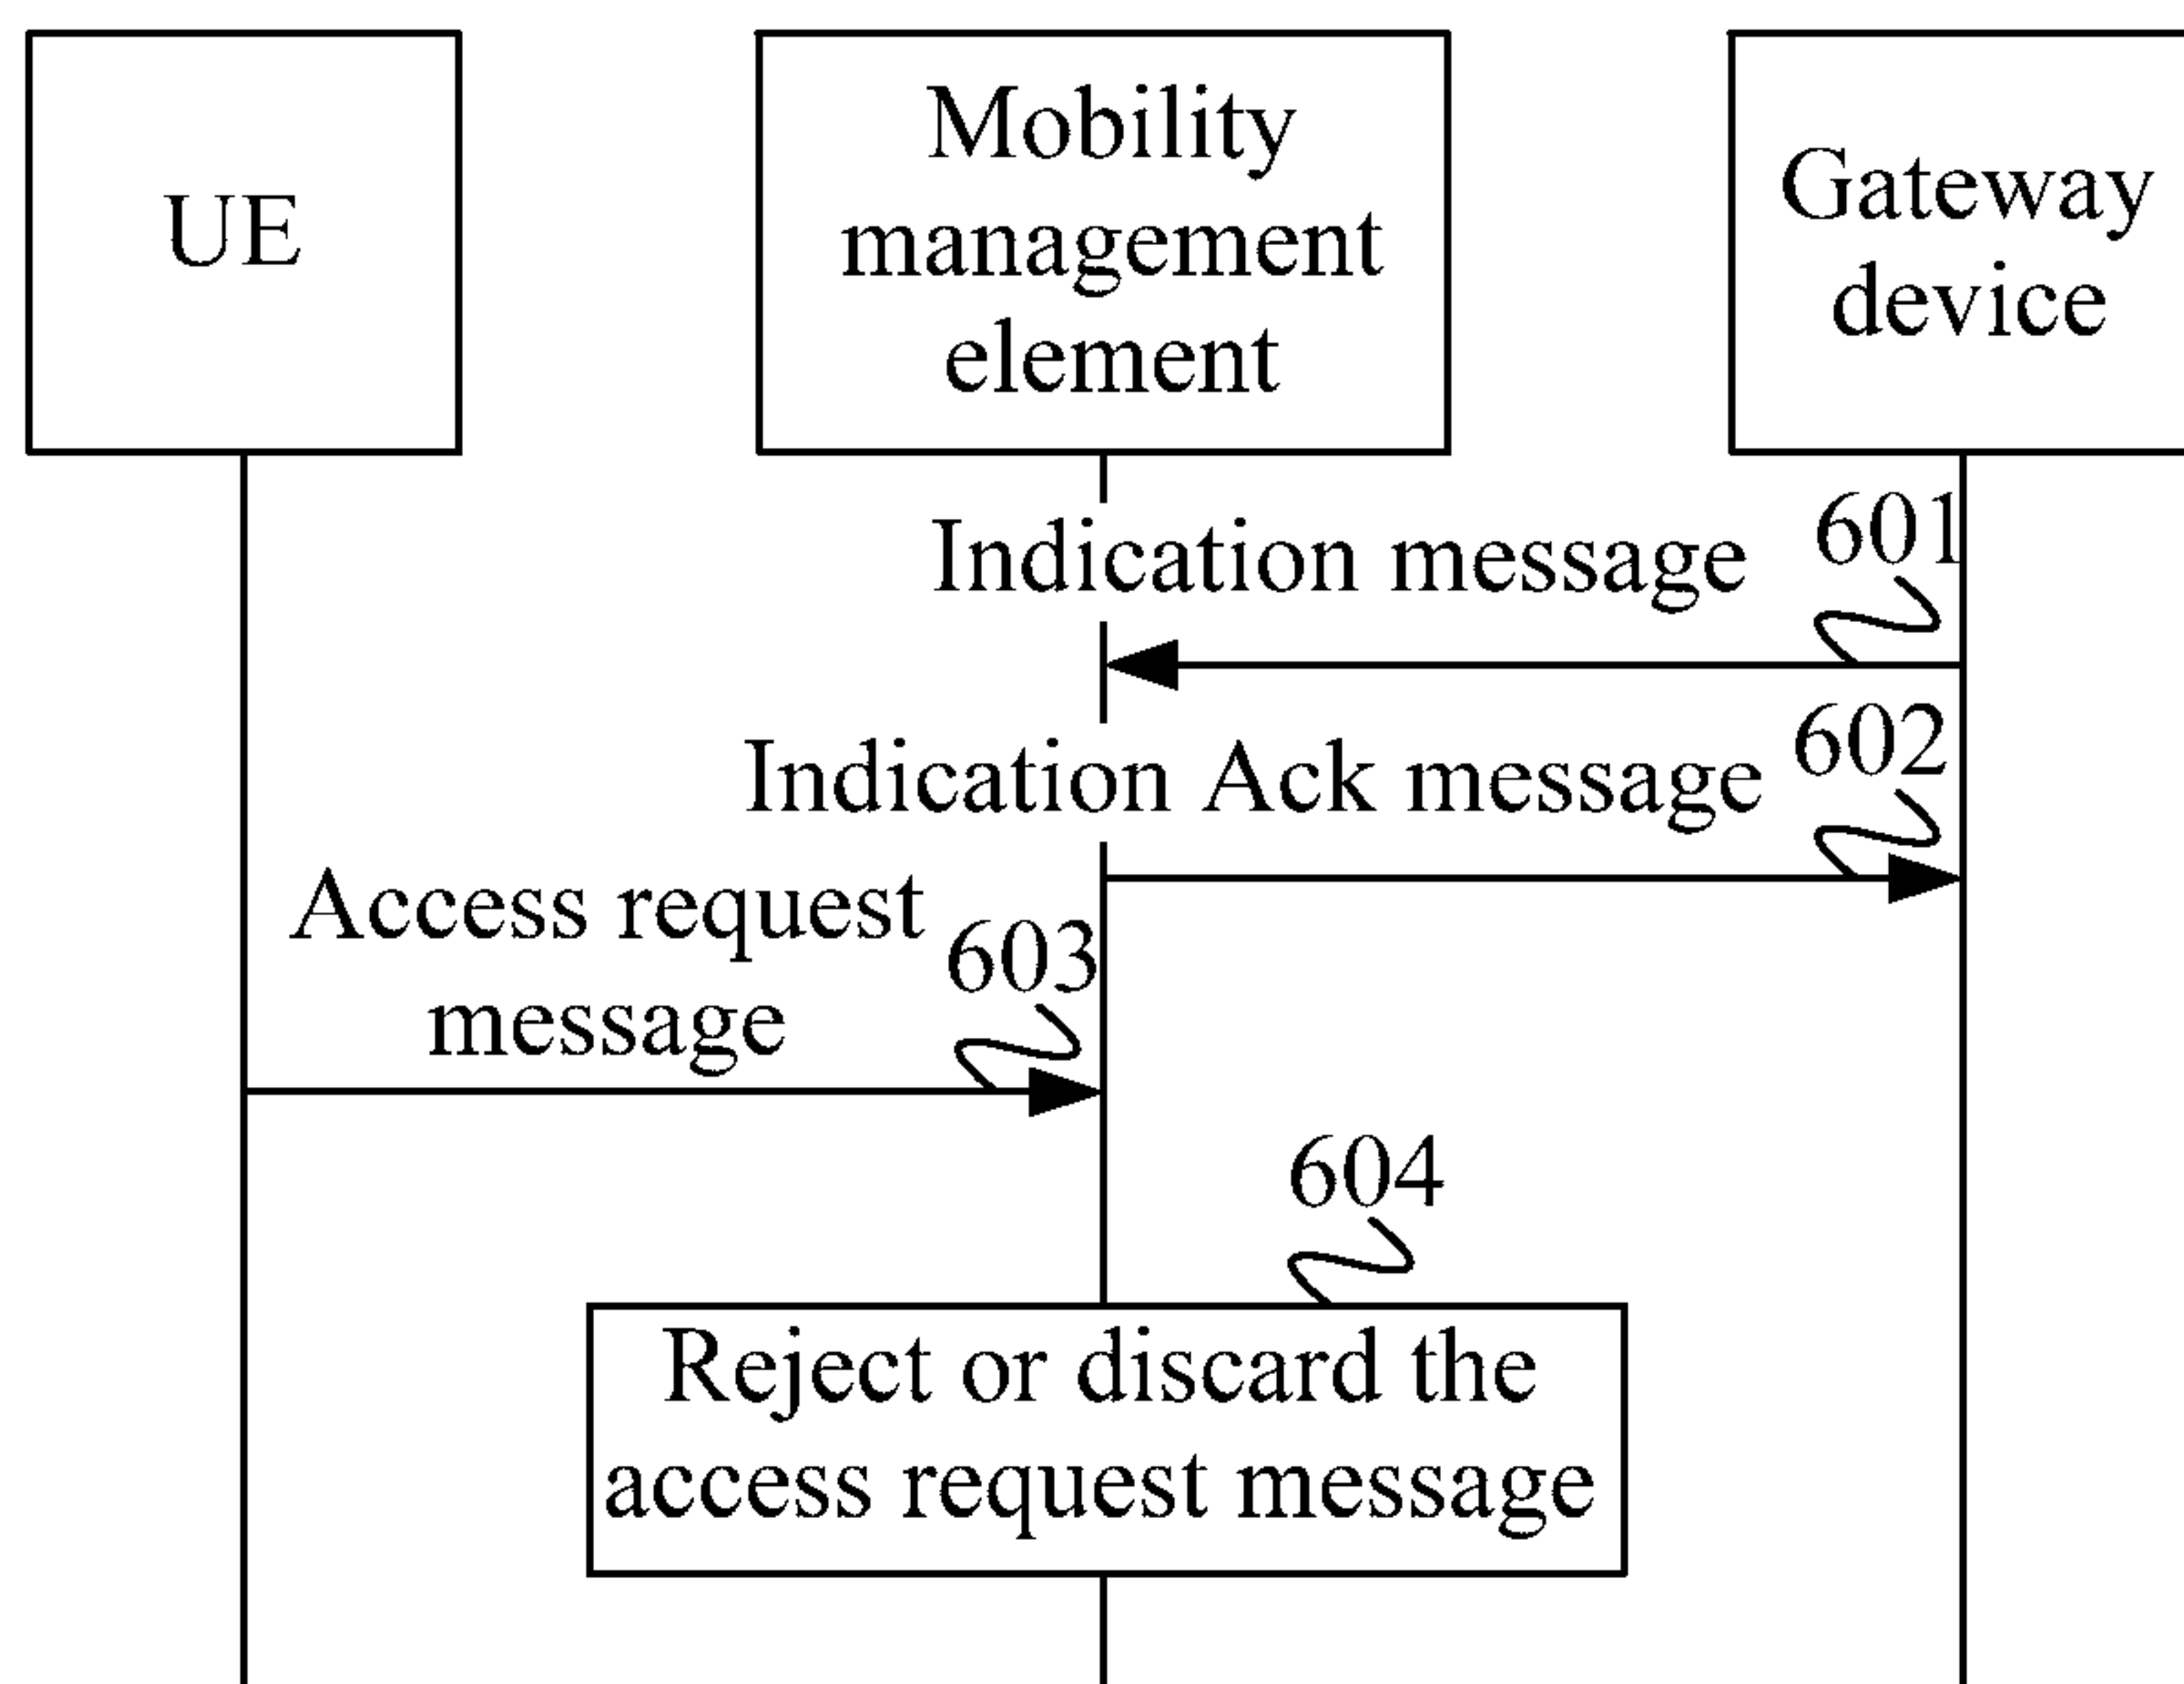 UE
Mobility
management
element
Gateway
device
Indication message
601
Indication Ack message
602
Access request
message
603
604
Reject or discard the
access request message